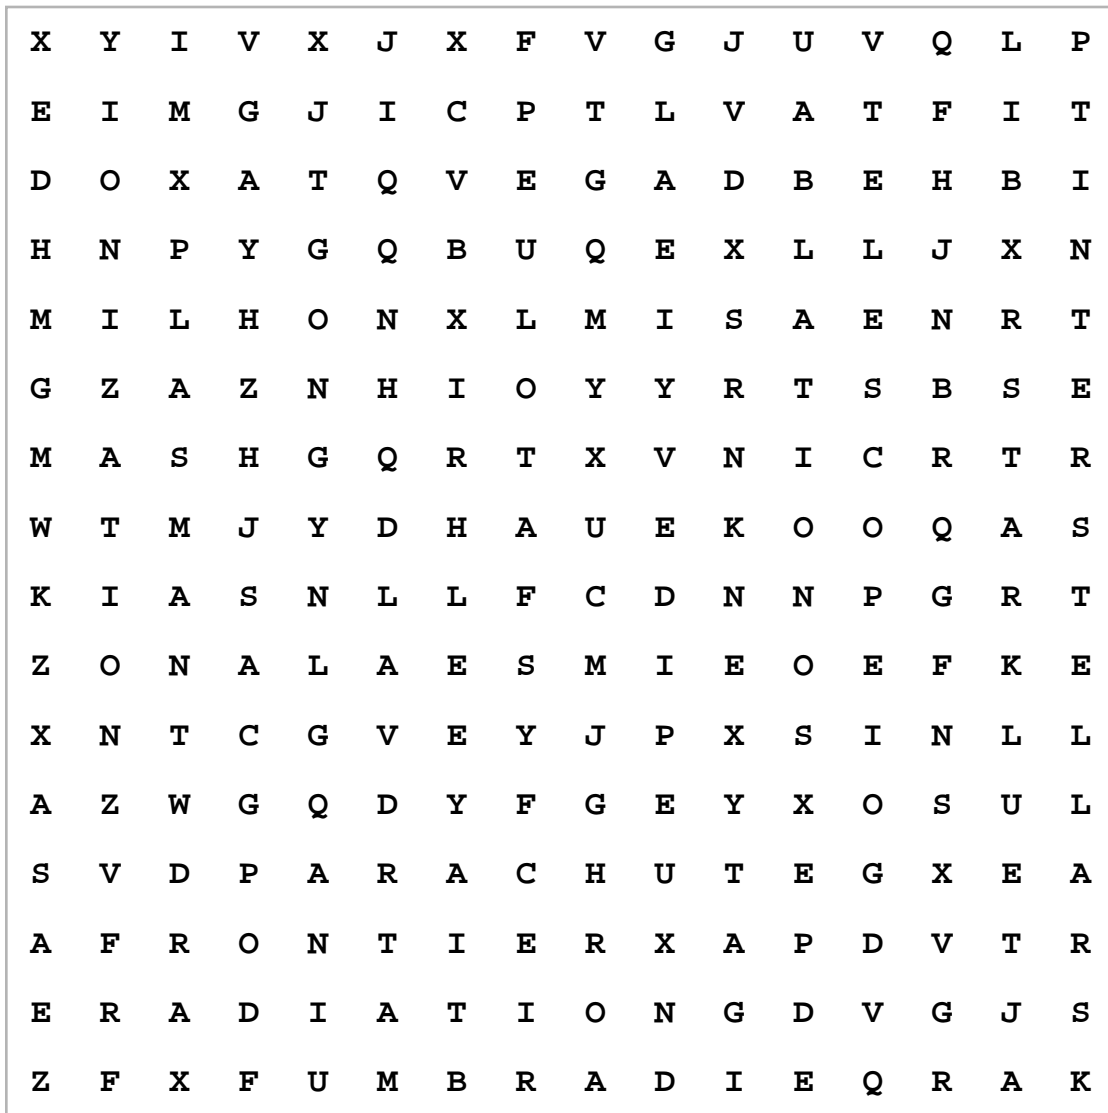 X Y I V X J X F V G J U V Q L P
E I M G J I C P T L V A T F I T
D O X A T Q V E G A D B E H B I
H N P Y G Q B U Q E X L L J X N
M I L H O N X L M I S A E N R T
G Z A Z N H I O Y Y R T S B S E
M A S H G Q R T X V N I C R T R
W T M J Y D H A U E K O O Q A S
K I A S N L L F C D N N P G R T
Z O N A L A E S M I E O E F K E
X N T C G V E Y J P X S I N L L
A Z W G Q D Y F G E Y X O S U L
S V D P A R A C H U T E G X E A
A F R O N T I E R X A P D V T R
E R A D I A T I O N G D V G J S
Z F X F U M B R A D I E Q R A K